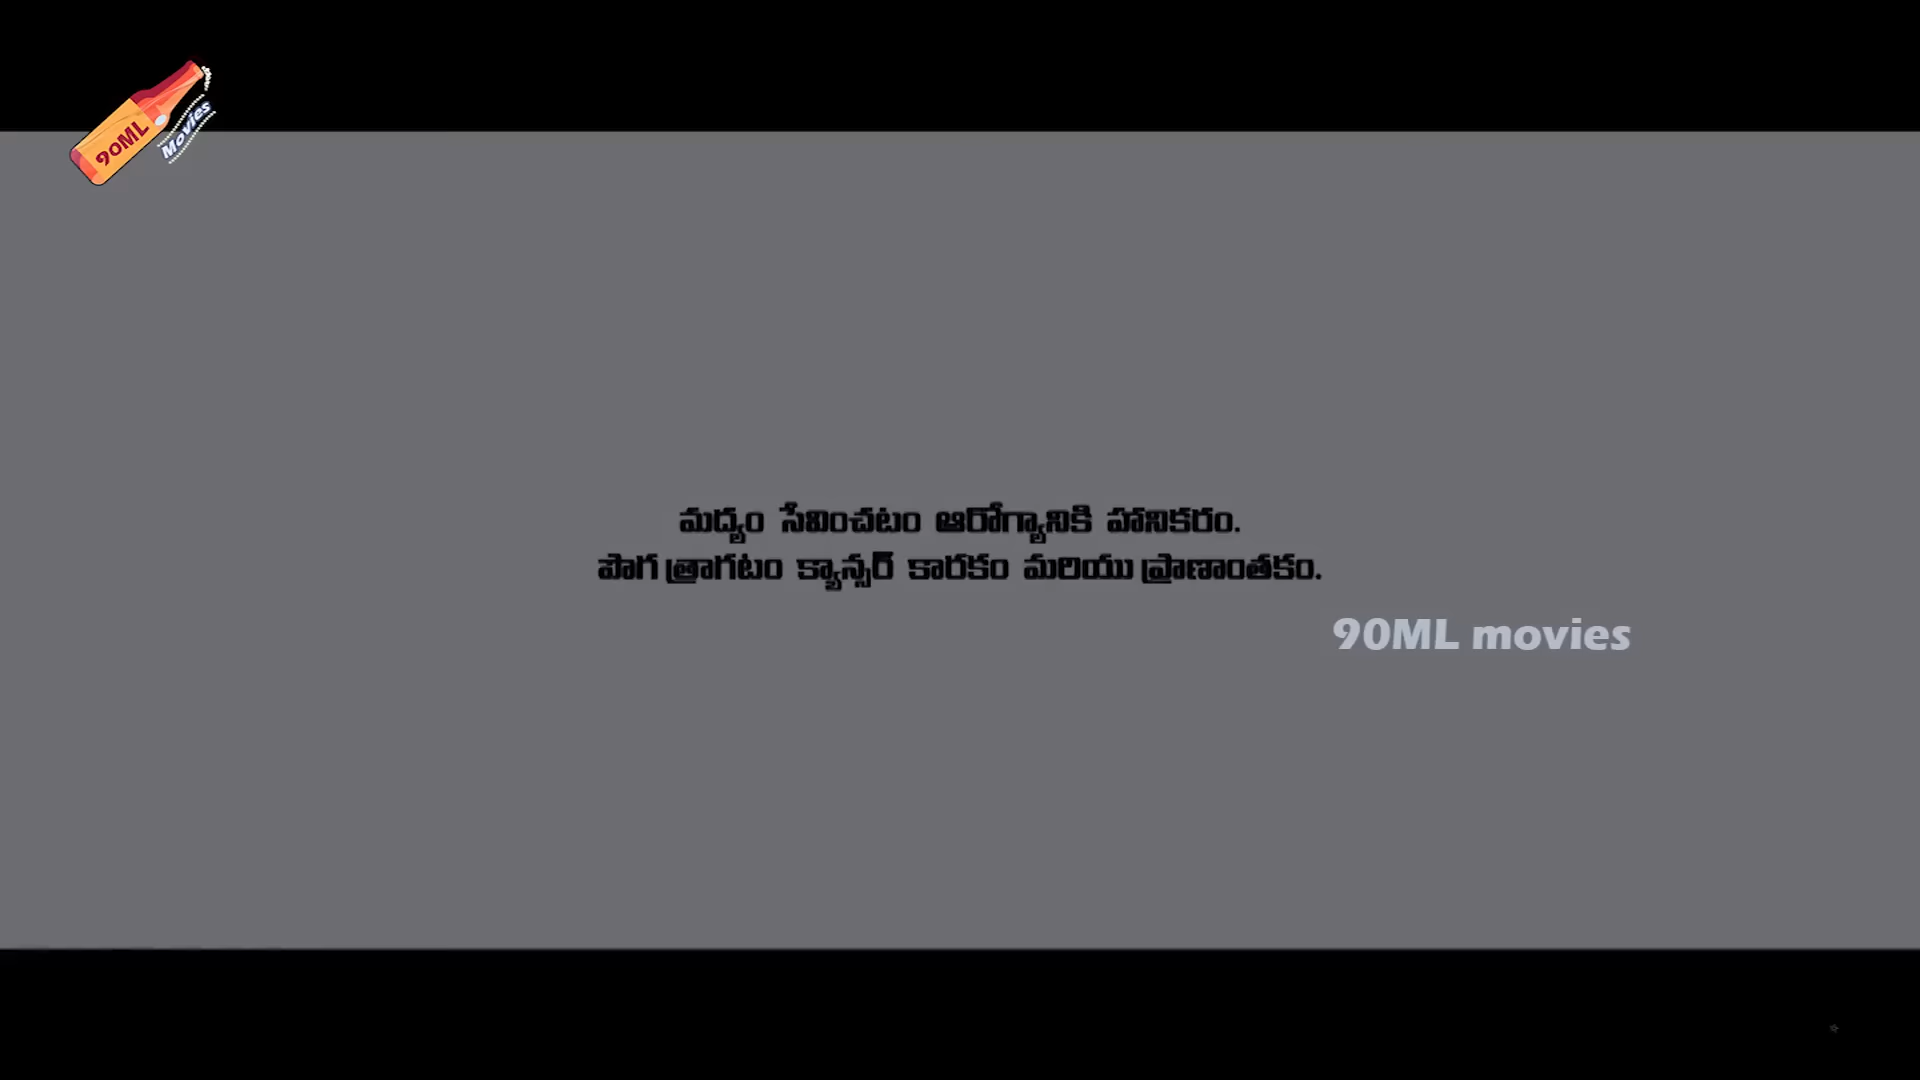 90ML
Movies
మద్యం సేవించటం ఆరోగ్యానికి హానికరం.
పొగ త్రాగటం క్యాన్సర్ కారకం మరియు ప్రాణాంతకం.
90ML movies